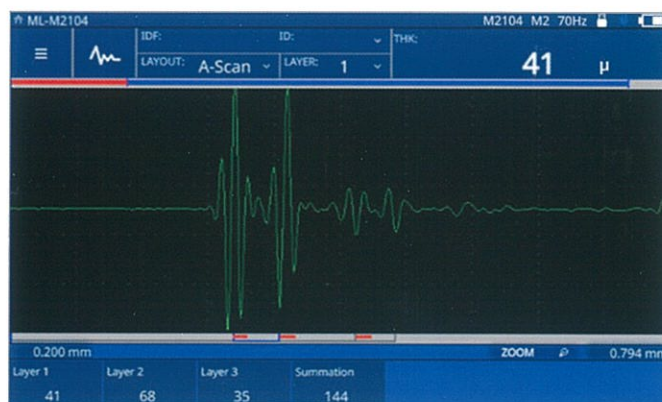 ML-M2104 M2104 M2 70Hz
IDF: ID: THK:
LAYOUT: A-Scan LAYER: 1 41 µ
0.200 mm ZOOM 0.794 mm
Layer 1 Layer 2 Layer 3 Summation
41 68 35 144